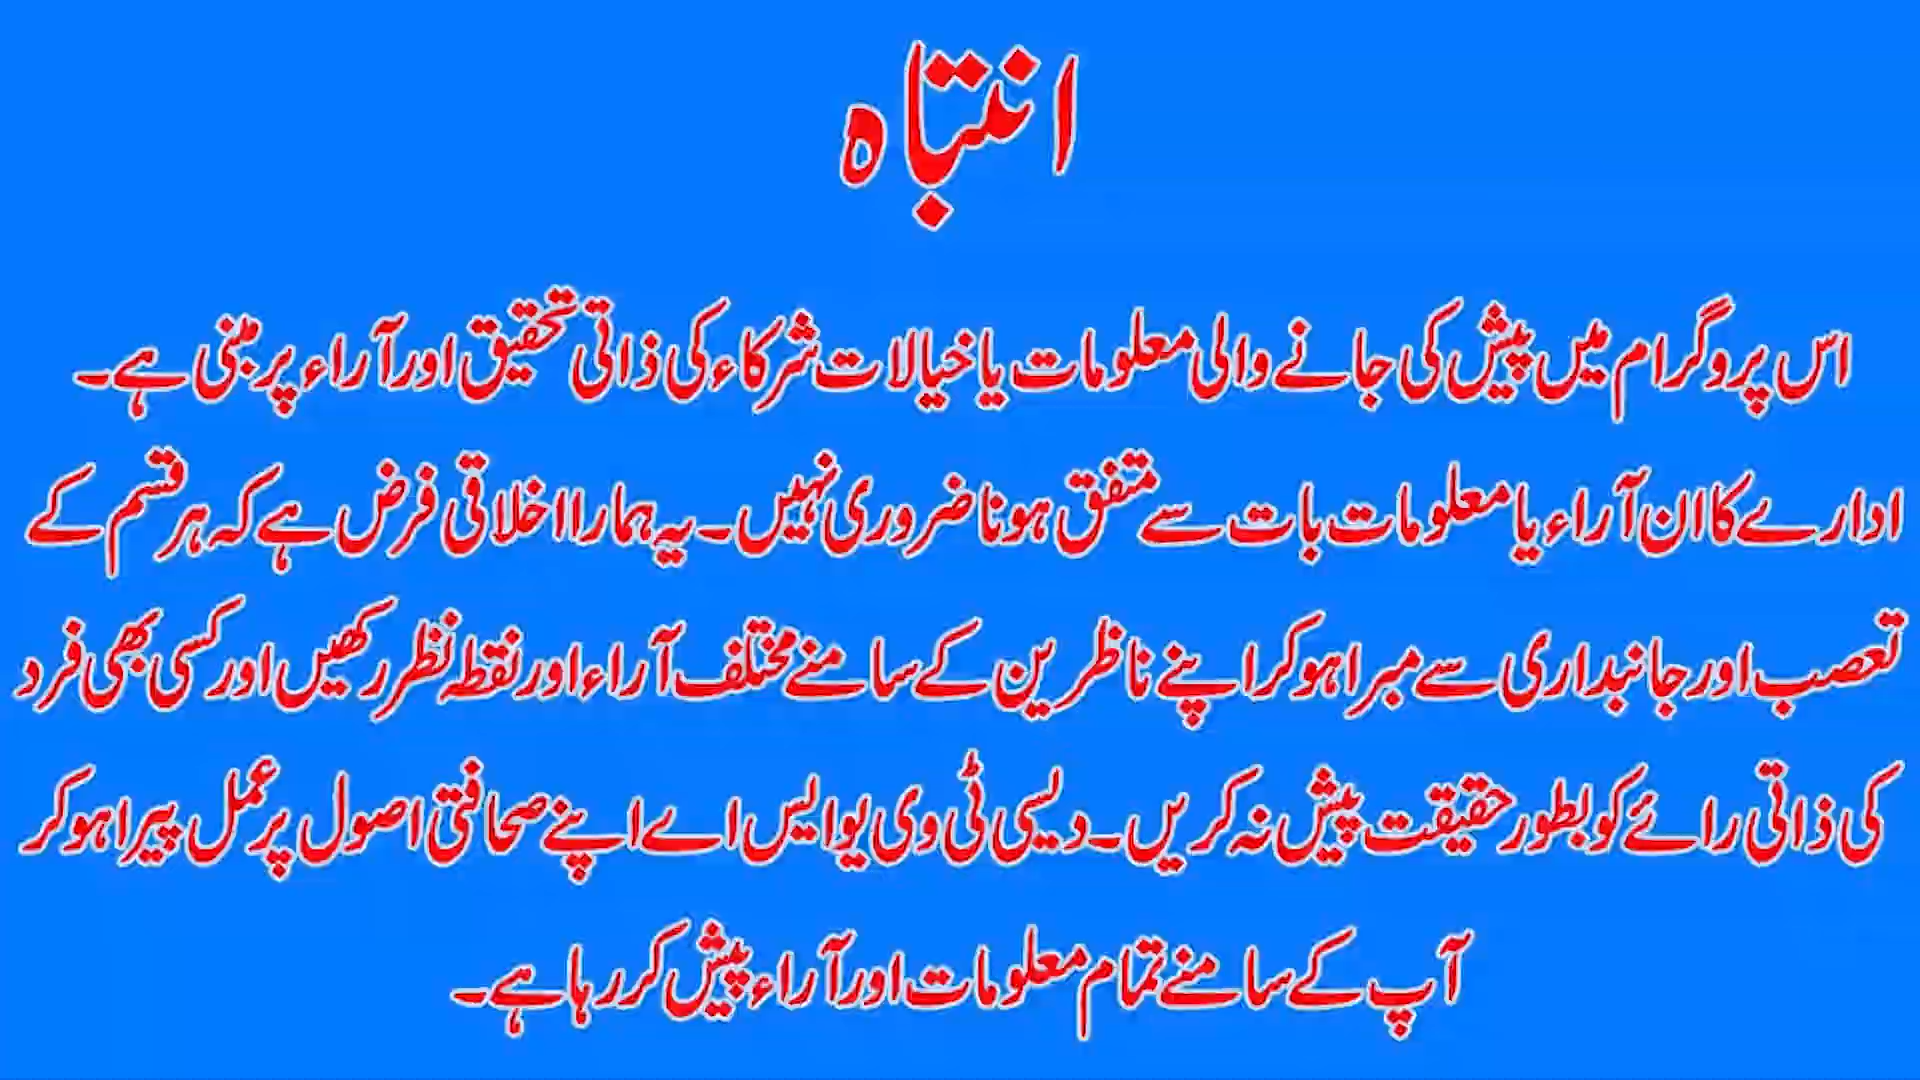 انتباہ
اس پروگرام میں پیش کی جانے والی معلومات یا خیالات شرکاء کی ذاتی تحقیق اور آراء پر مبنی ہے۔
ادارے کا ان آراء یا معلومات بات سے متفق ہونا ضروری نہیں۔ یہ ہمارا اخلاقی فرض ہے کہ ہر قسم کے
تعصب اور جانبداری سے مبرا ہو کر اپنے ناظرین کے سامنے مختلف آراء اور نقطہ نظر رکھیں اور کسی بھی فرد
کی ذاتی رائے کو بطور حقیقت پیش نہ کریں۔ دیسی ٹی وی یو ایس اے اپنے صحافتی اصول پر عمل پیرا ہو کر
آپ کے سامنے تمام معلومات اور آراء پیش کر رہا ہے۔